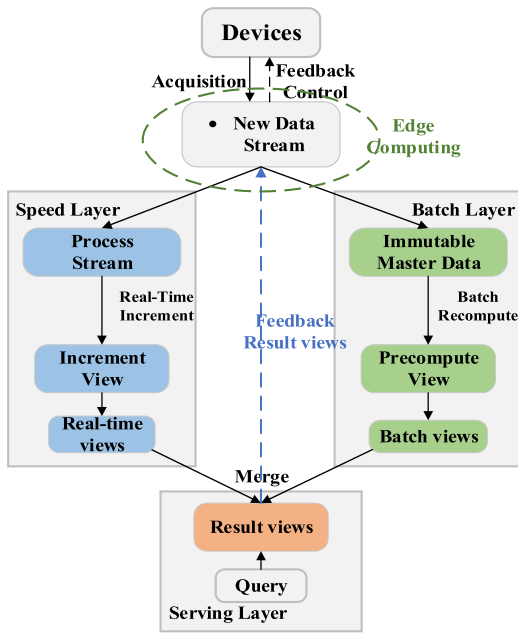 Devices
Acquisition
Feedback
Control
• New Data
Stream
Edge
Computing
Speed Layer
Batch Layer
Process
Stream
Immutable
Master Data
Real-Time
Increment
Batch
Recompute
Feedback
Result views
Increment
View
Precompute
View
Real-time
views
Batch views
Merge
Result views
Query
Serving Layer